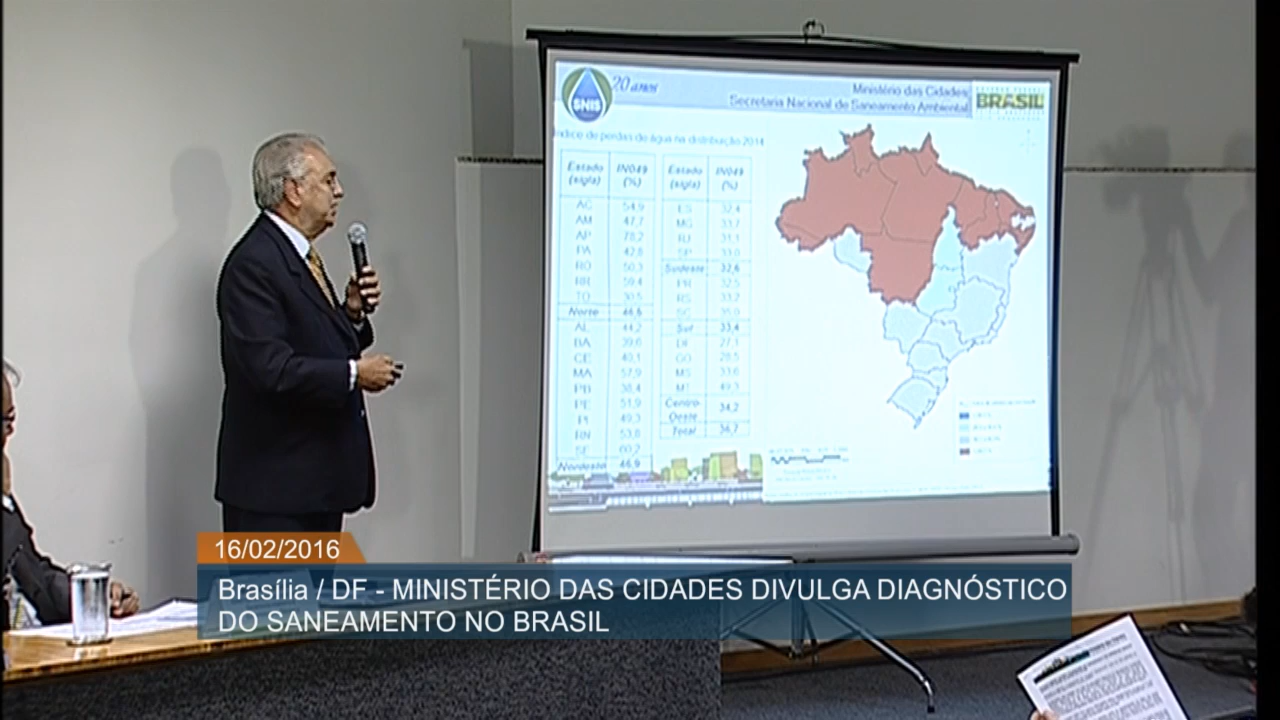 SNIS
20 anos
Ministério das Cidades
Secretaria Nacional de Saneamento Ambiental
BRASIL
Índice de perdas de água na distribuição 2014
Estado (sigla) IN049 (%)
AC 54,9
AM 47,7
AP 78,2
PA 42,8
RO 50,3
RR 59,4
TO
Norte
AL 44,2
BA 39,6
CE 40,1
MA 57,9
PB 38,4
PE 51,9
PI 49,3
RN 53,8
SE 60,2
Nordeste 46,9
Estado (sigla) IN049 (%)
ES 32,4
MG 33,7
RJ 31,1
SP 33,0
Sudeste 32,6
PR 32,5
RS 33,2
SC
Sul 33,4
DF 27,1
GO 28,5
MS 33,6
MT 49,3
Centro-Oeste 34,2
Total 36,7
16/02/2016
Brasília / DF - MINISTÉRIO DAS CIDADES DIVULGA DIAGNÓSTICO
DO SANEAMENTO NO BRASIL